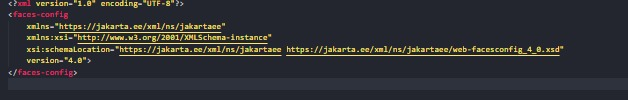 <?xml version="1.0" encoding="UTF-8"?>
<faces-config
xmlns="https://jakarta.ee/xml/ns/jakartaee"
xmlns:xsi="http://www.w3.org/2001/XMLSchema-instance"
xsi:schemaLocation="https://jakarta.ee/xml/ns/jakartaee https://jakarta.ee/xml/ns/jakartaee/web-facesconfig_4_0.xsd"
version="4.0">
</faces-config>